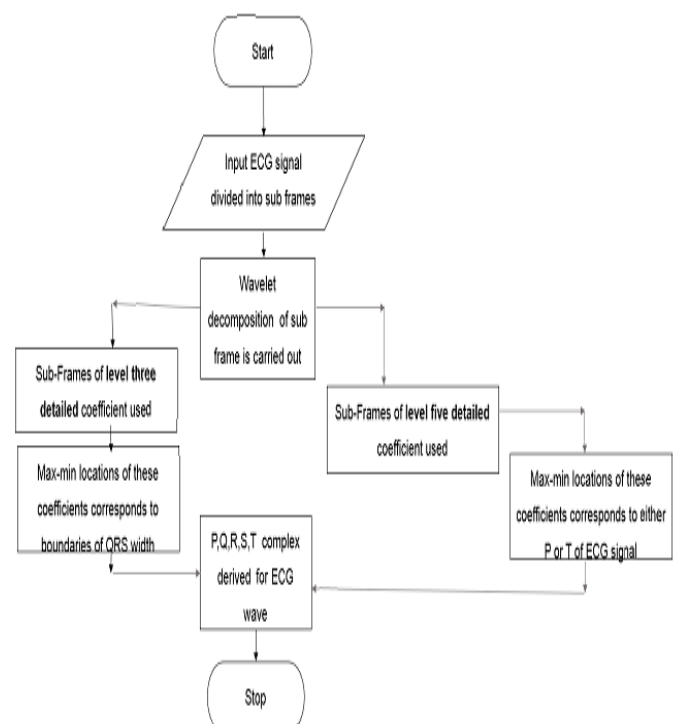 Start
Input ECG signal
divided into sub frames
Wavelet
decomposition of sub
frame is carried out
Sub-Frames of level three
detailed coefficient used
Sub-Frames of level five detailed
coefficient used
Max-min locations of these
coefficients corresponds to
boundaries of QRS width
Max-min locations of these
coefficients corresponds to either
P or T of ECG signal
P,Q,R,S,T complex
derived for ECG
wave
Stop